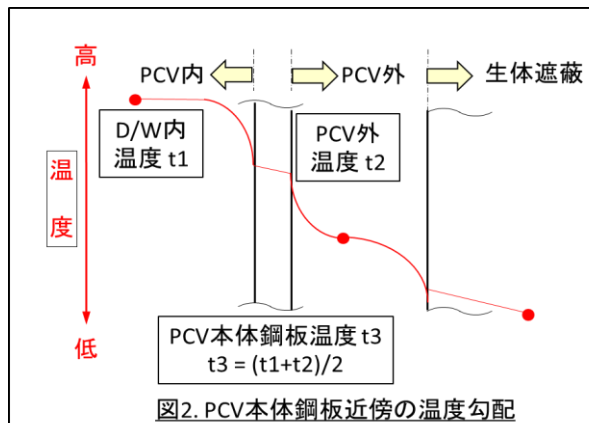 高
PCV内
PCV外
生体遮蔽
D/W内
温度 t1
PCV外
温度 t2
温
度
低
PCV本体鋼板温度 t3
t3 = (t1+t2)/2
図2. PCV本体鋼板近傍の温度勾配